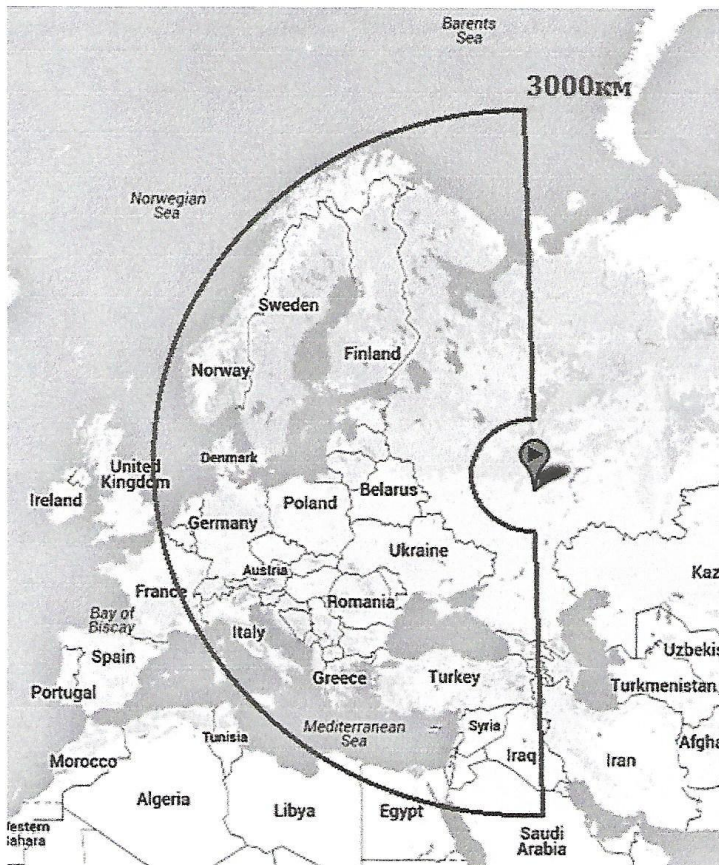 Barents
Sea
3000км
Norwegian
Sea
Sweden
Finland
Norway
Denmark
United
Kingdom
Ireland
Poland
Belarus
Germany
Ukraine
Austria
Kaz
France
Romania
Bay of
Biscay
Italy
Uzbekis
Spain
Greece
Turkey
Turkmenistan
Portugal
Mediterranean
Sea
Syria
Tunisia
Iraq
Iran
Afgha
Morocco
Algeria
Libya
Egypt
Saudi
Arabia
estern
ahara